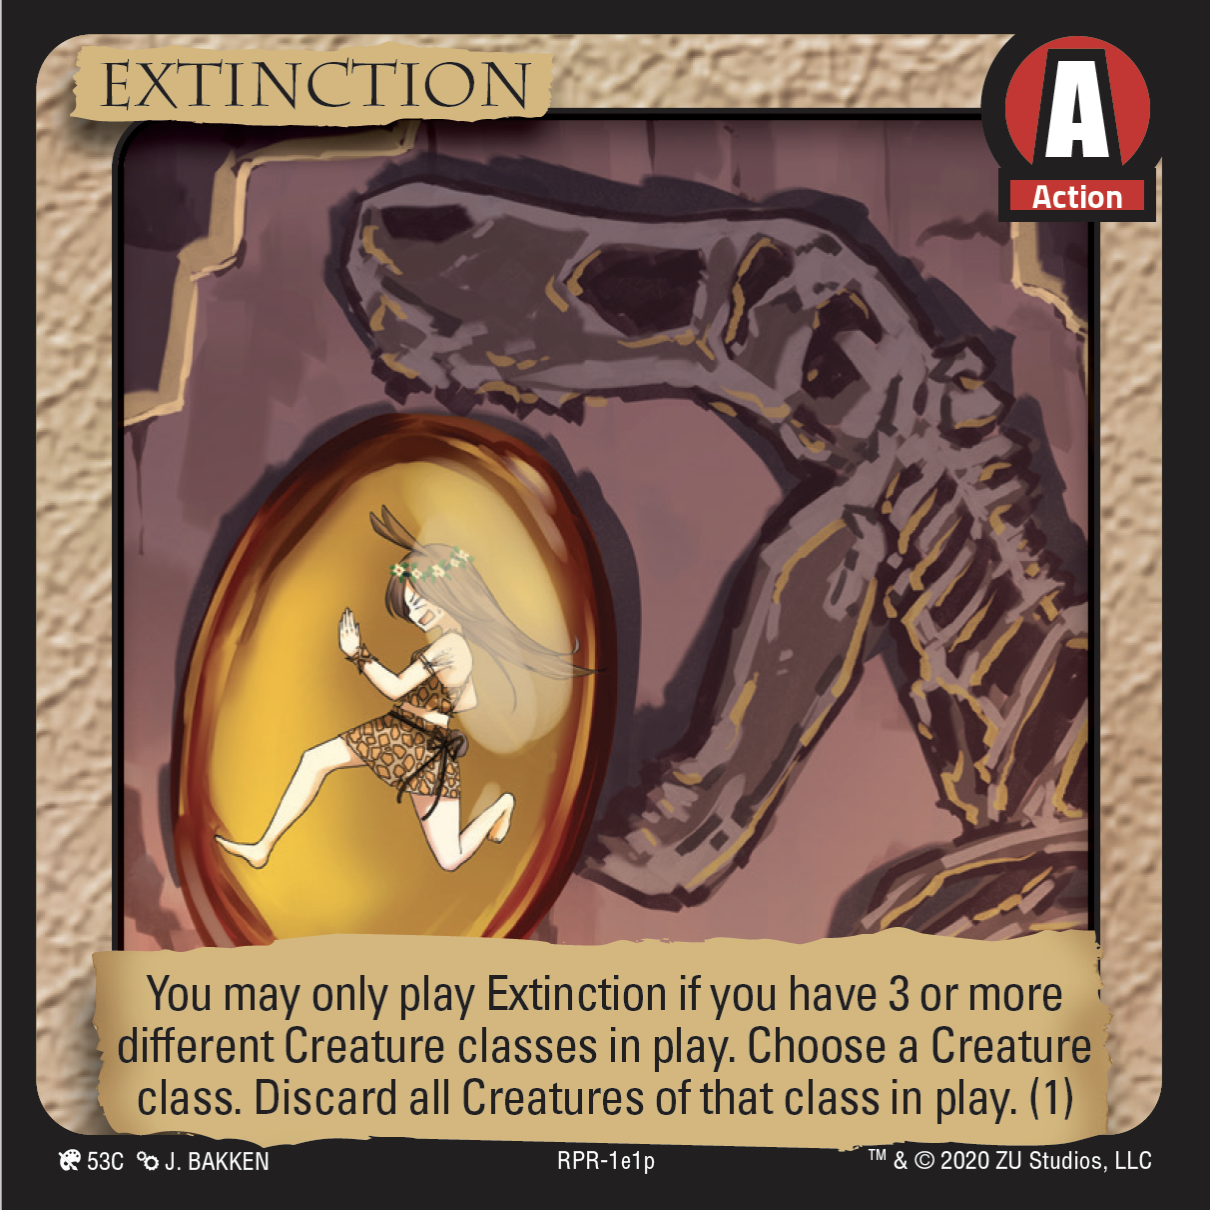 EXTINCTION
A
Action
You may only play Extinction if you have 3 or more
different Creature classes in play. Choose a Creature
class. Discard all Creatures of that class in play. (1)
53C J. BAKKEN RPR-1e1p ™ & © 2020 ZU Studios, LLC